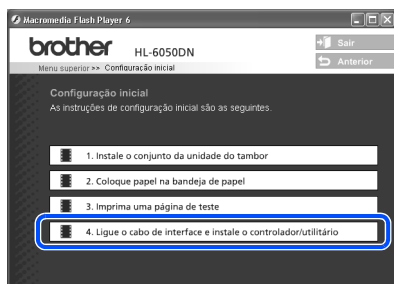 Macromedia Flash Player 6
brother HL-6050DN
Sair
Menu superior >> Configuração inicial
Anterior
Configuração inicial
As instruções de configuração inicial são as seguintes.
1. Instale o conjunto da unidade do tambor
2. Coloque papel na bandeja de papel
3. Imprima uma página de teste
4. Ligue o cabo de interface e instale o controlador/utilitário